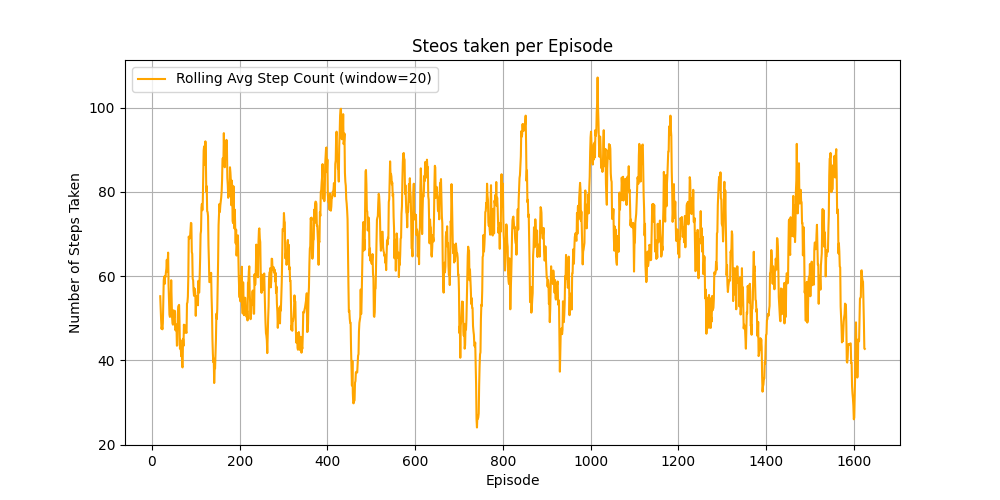 Steos taken per Episode
Rolling Avg Step Count (window=20)
Number of Steps Taken
100
80
60
40
20
0 200 400 600 800 1000 1200 1400 1600
Episode